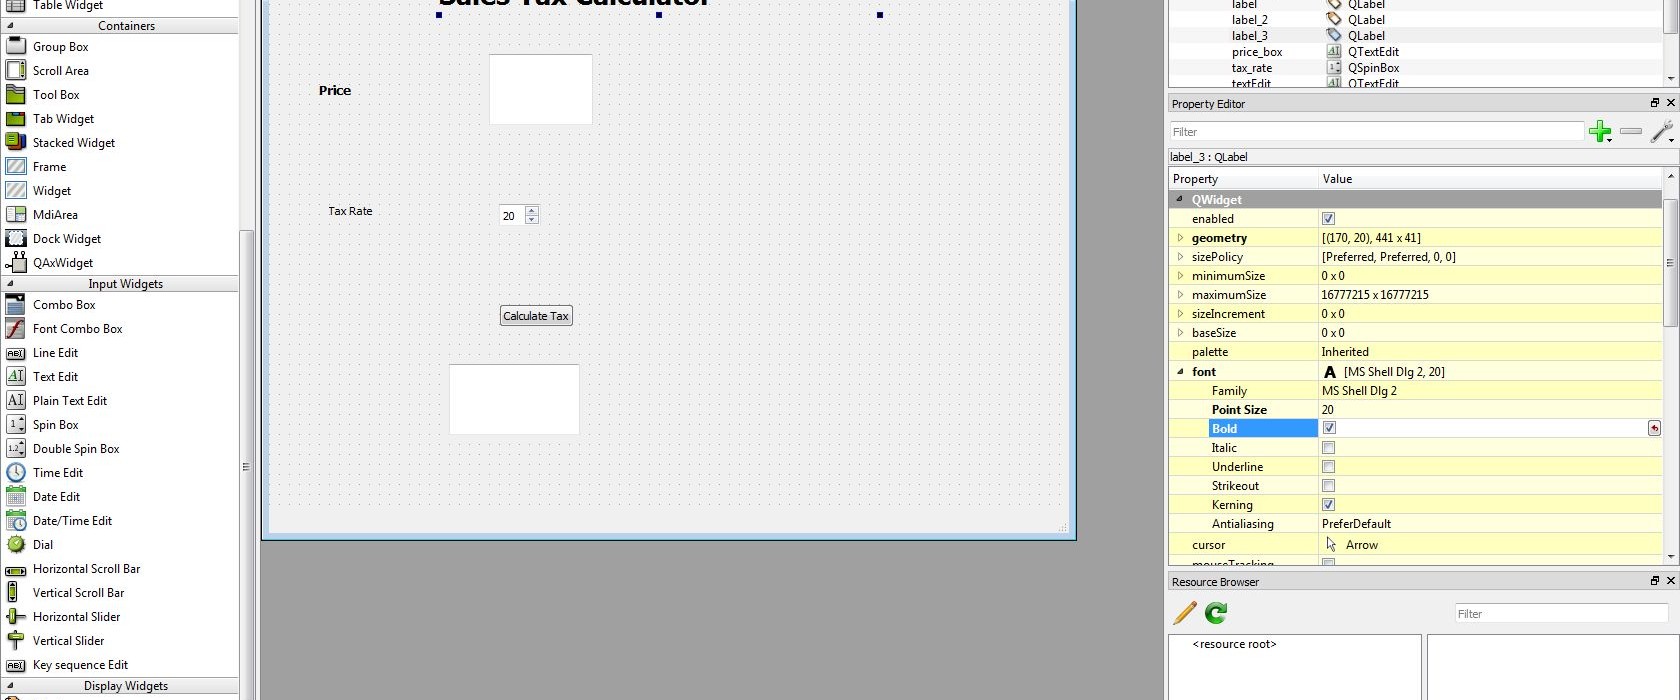 Table Widget
Containers
Group Box
Scroll Area
Tool Box
Tab Widget
Stacked Widget
Frame
Widget
MdiArea
Dock Widget
QAxWidget
Input Widgets
Combo Box
Font Combo Box
Line Edit
Text Edit
Plain Text Edit
Spin Box
Double Spin Box
Time Edit
Date Edit
Date/Time Edit
Dial
Horizontal Scroll Bar
Vertical Scroll Bar
Horizontal Slider
Vertical Slider
Key sequence Edit
Display Widgets
Sales Tax Calculator
Price
Tax Rate
20
Calculate Tax
label QLabel
label_2 QLabel
label_3 QLabel
price_box QTextEdit
tax_rate QSpinBox
textEdit QTextEdit
Property Editor
Filter
label_3 : QLabel
Property Value
QWidget
enabled
geometry [(170, 20), 441 x 41]
sizePolicy [Preferred, Preferred, 0, 0]
minimumSize 0 x 0
maximumSize 16777215 x 16777215
sizeIncrement 0 x 0
baseSize 0 x 0
palette Inherited
font A [MS Shell Dlg 2, 20]
Family MS Shell Dlg 2
Point Size 20
Bold
Italic
Underline
Strikeout
Kerning
Antialiasing PreferDefault
cursor Arrow
mouseTracking
Resource Browser
Filter
<resource root>